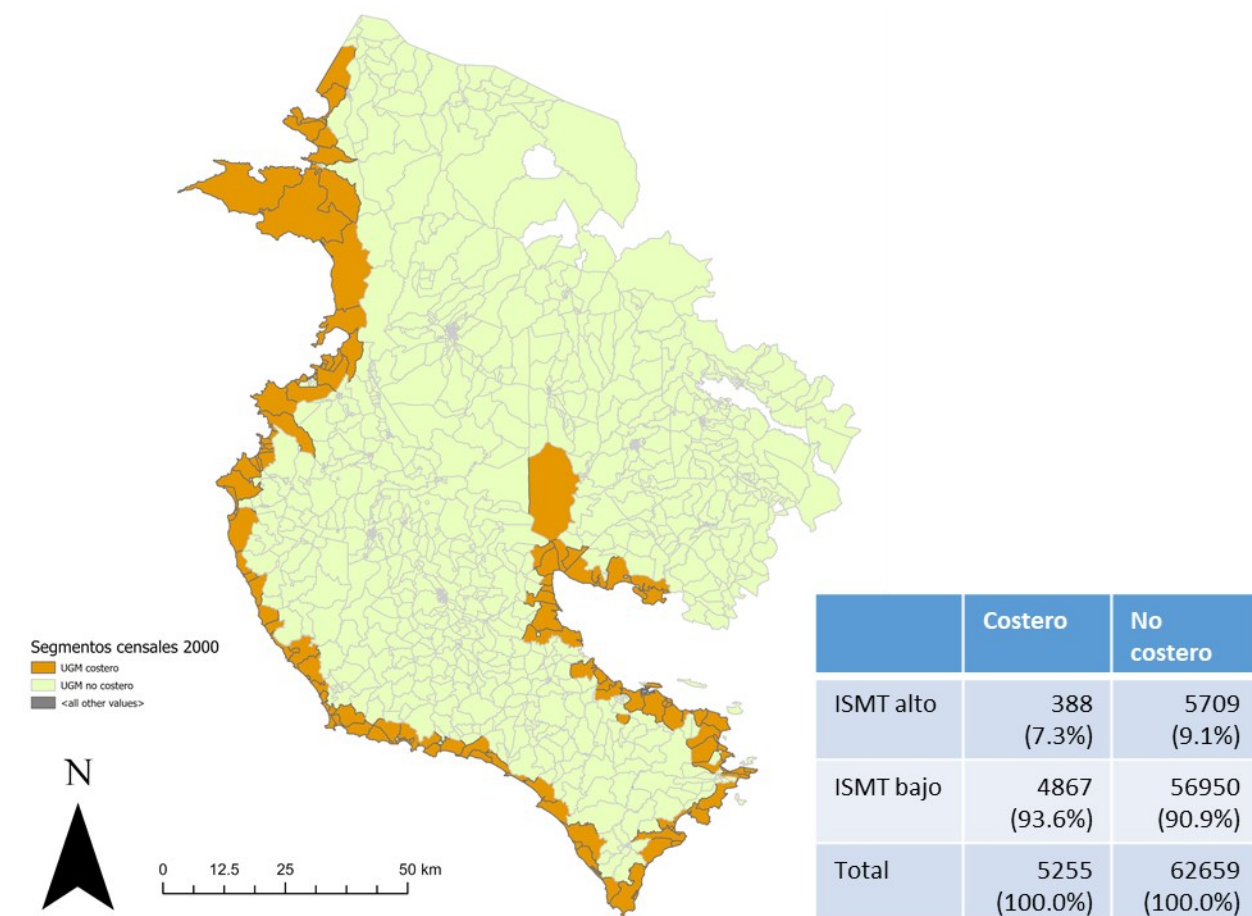 Segmentos censales 2000
UGM costero
UGM no costero
<all other values>
N
0 12.5 25 50 km
Costero No
costero
ISMT alto 388 5709
(7.3%) (9.1%)
ISMT bajo 4867 56950
(93.6%) (90.9%)
Total 5255 62659
(100.0%) (100.0%)